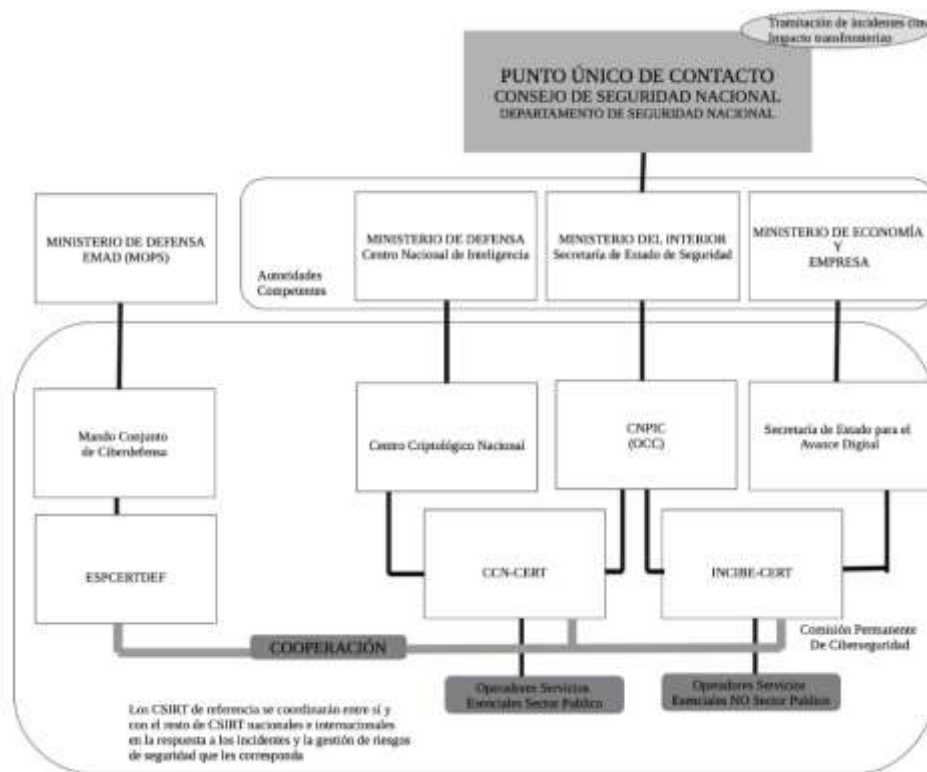 Tramitación de incidentes con
Impacto transfronterizo
PUNTO ÚNICO DE CONTACTO
CONSEJO DE SEGURIDAD NACIONAL
DEPARTAMENTO DE SEGURIDAD NACIONAL
MINISTERIO DE DEFENSA
EMAD (MOPS)
Autoridades
Competentes
MINISTERIO DE DEFENSA
Centro Nacional de Inteligencia
MINISTERIO DEL INTERIOR
Secretaría de Estado de Seguridad
MINISTERIO DE ECONOMÍA
Y
EMPRESA
Mando Conjunto
de Ciberdefensa
Centro Criptológico Nacional
CNPIC
(OCC)
Secretaría de Estado para el
Avance Digital
ESPCERTDEF
CCN-CERT
INCIBE-CERT
COOPERACIÓN
Comisión Permanente
De Ciberseguridad
Operadores Servicios
Esenciales Sector Publico
Operadores Servicios
Esenciales NO Sector Publico
Los CSIRT de referencia se coordinarán entre sí y
con el resto de CSIRT nacionales e internacionales
en la respuesta a los incidentes y la gestión de riesgos
de seguridad que les corresponda